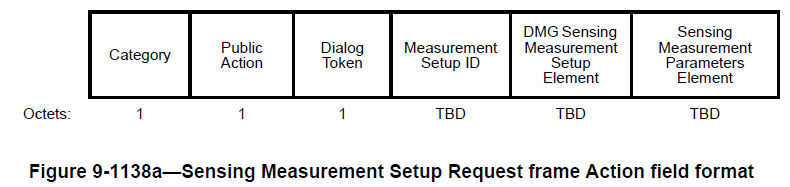 Category
Public Action
Dialog Token
Measurement Setup ID
DMG Sensing Measurement Setup Element
Sensing Measurement Parameters Element
Octets: 1 1 1 TBD TBD TBD
Figure 9-1138a—Sensing Measurement Setup Request frame Action field format